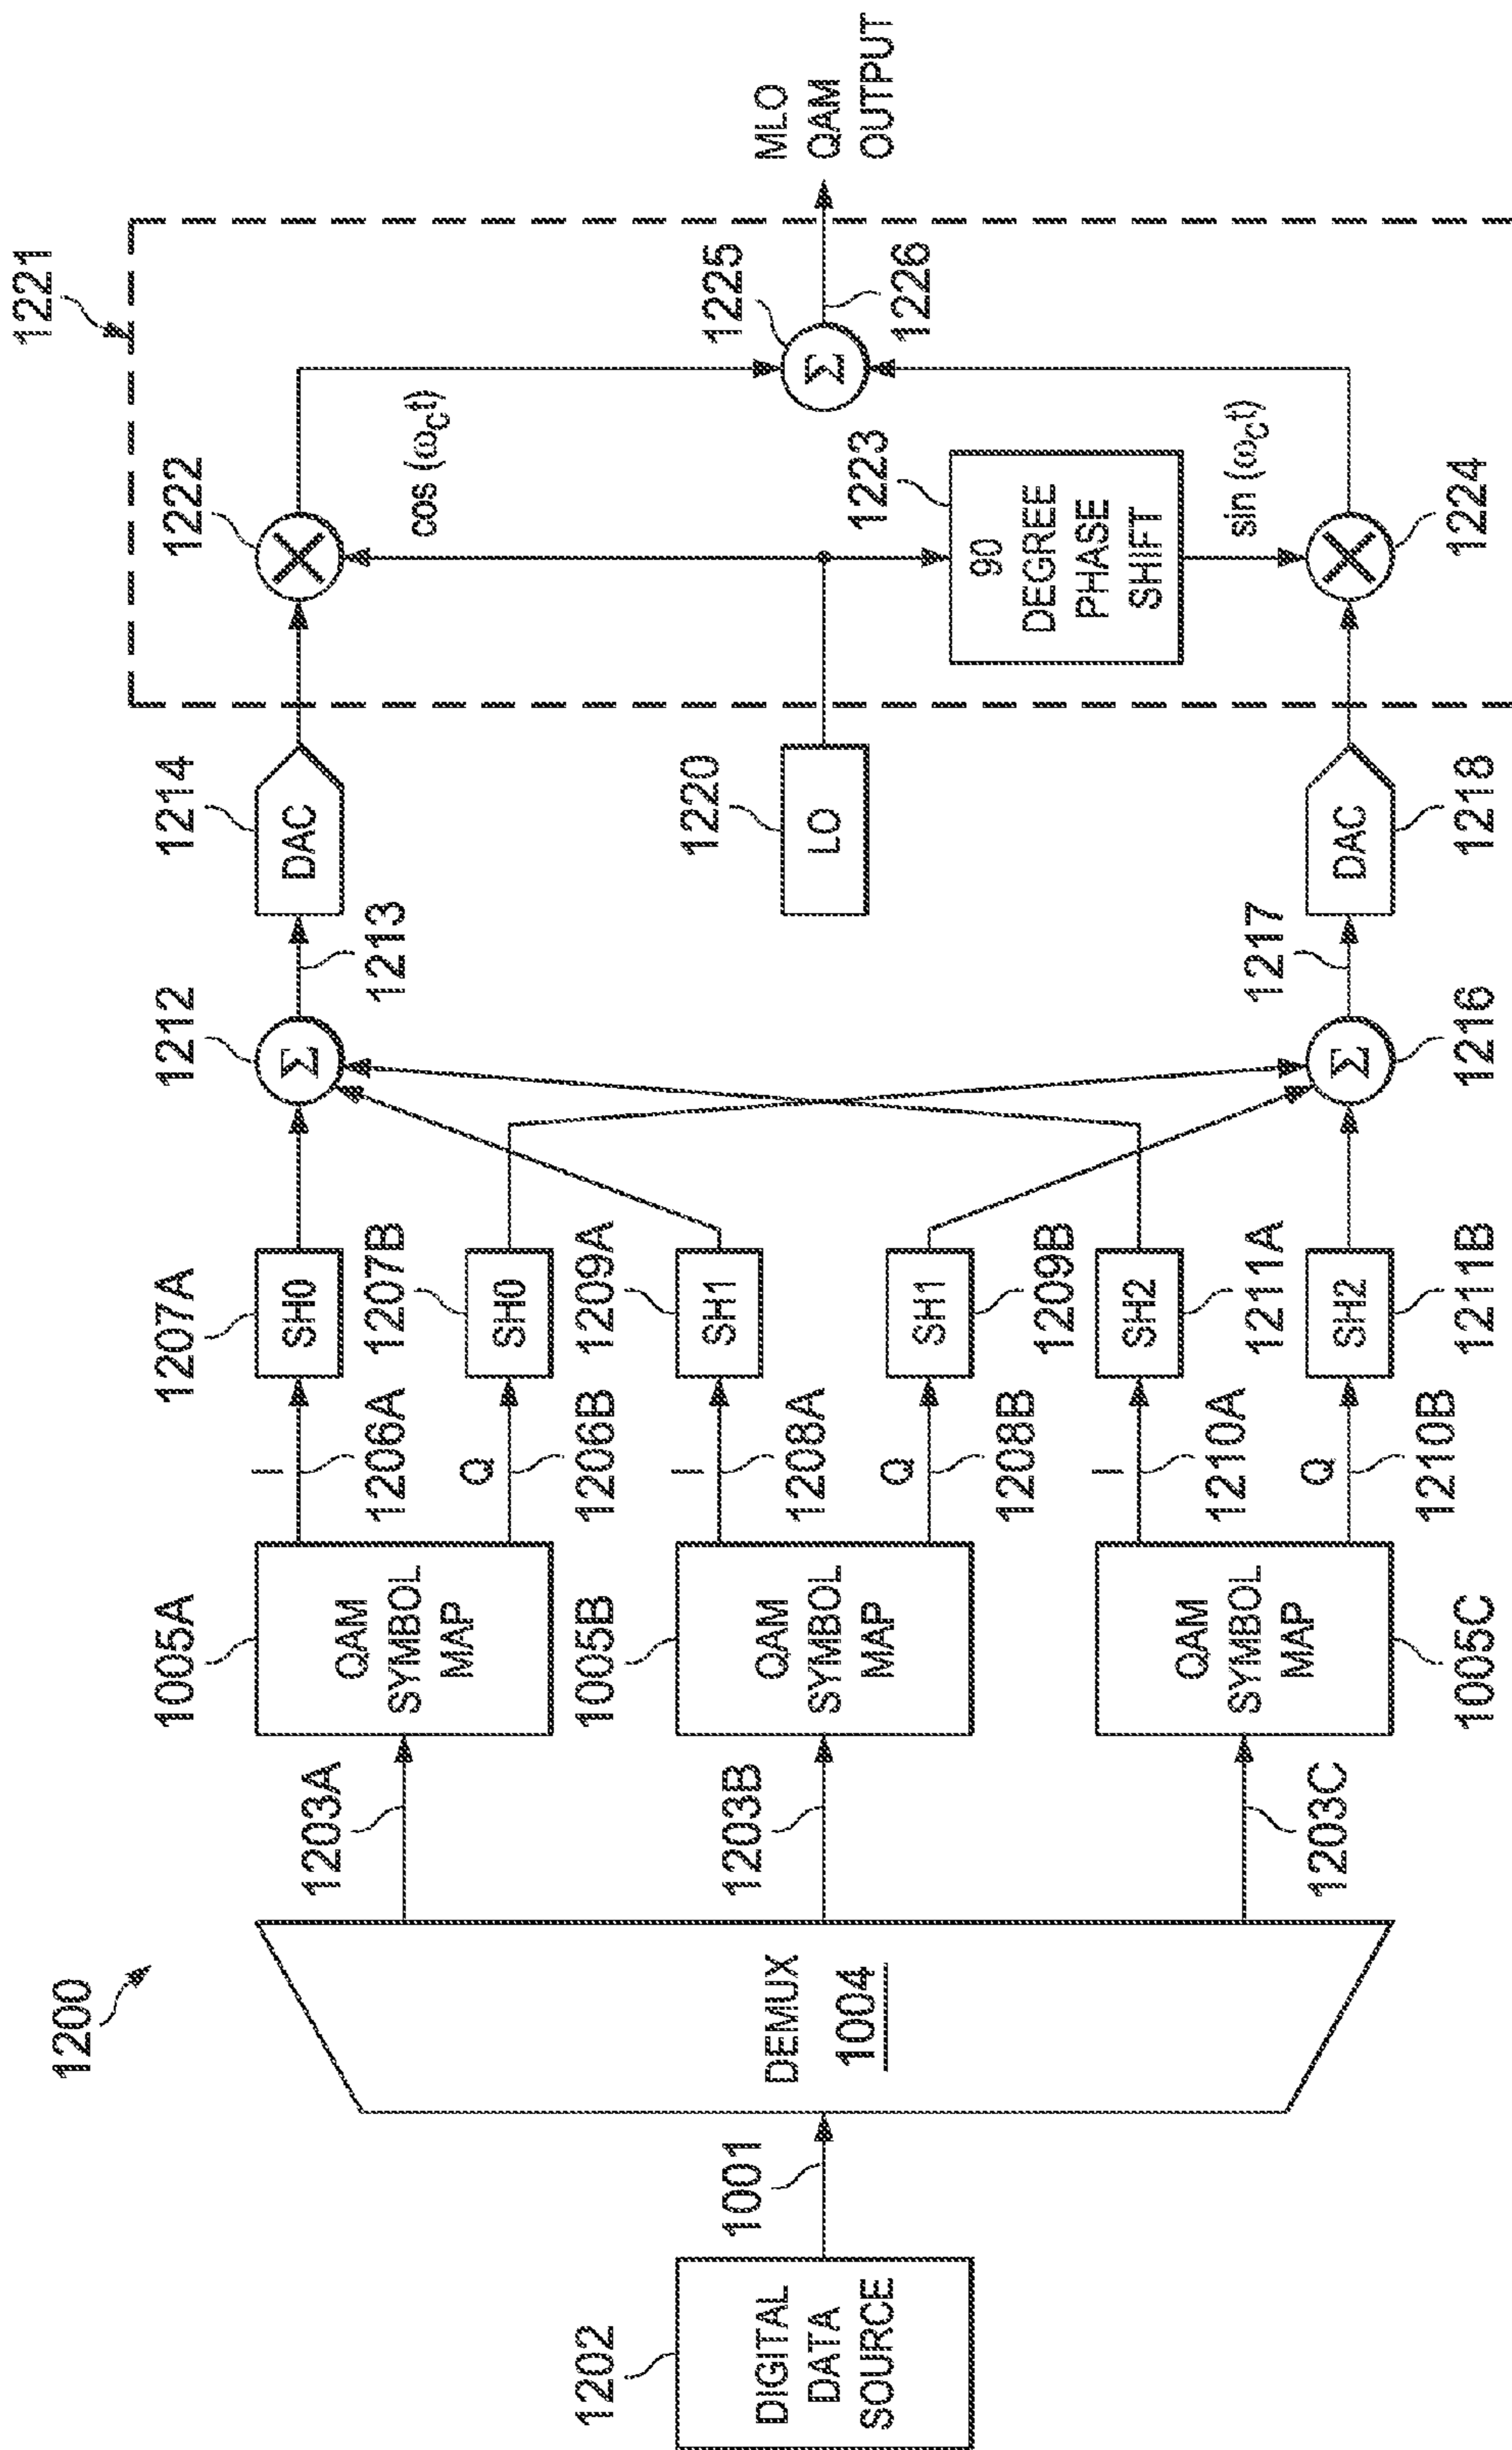 1200
1202
DIGITAL
DATA
SOURCE
1001
DEMUX
1004
1203A
1203B
1203C
1005A
QAM
SYMBOL
MAP
1005B
QAM
SYMBOL
MAP
QAM
SYMBOL
MAP
1005C
I
1206A
Q
1206B
I
1208A
Q
1208B
I
1210A
Q
1210B
1207A
SH0
1207B
SH0
1209A
SH1
SH1
1209B
SH2
1211A
SH2
1211B
1212
Σ
1213
1217
Σ
1216
1214
DAC
1220
LO
DAC
1218
1221
1222
cos (ωct)
1223
90
DEGREE
PHASE
SHIFT
sin (ωct)
1224
1225
Σ
1226
MLO
QAM
OUTPUT